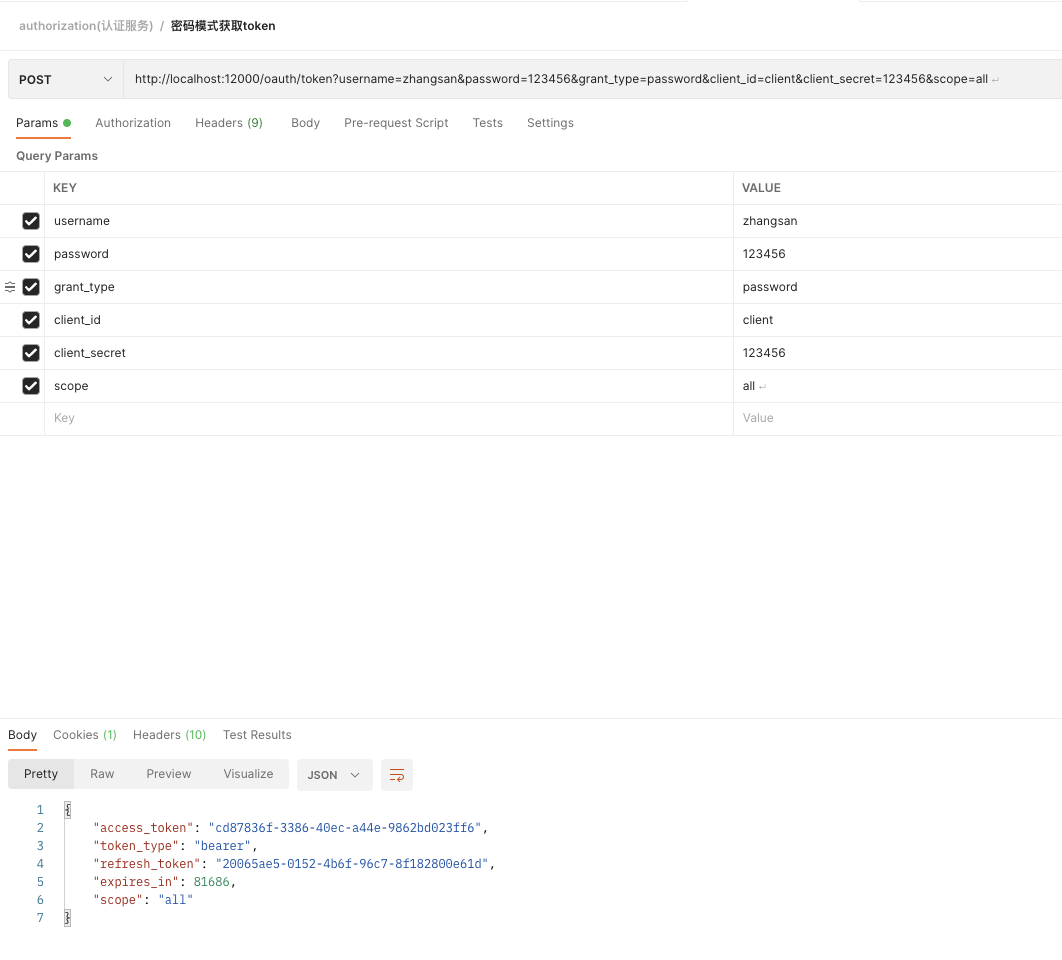 authorization(认证服务) / 密码模式获取token
POST http://localhost:12000/oauth/token?username=zhangsan&password=123456&grant_type=password&client_id=client&client_secret=123456&scope=all ↵
Params Authorization Headers (9) Body Pre-request Script Tests Settings
Query Params
KEY VALUE
username zhangsan
password 123456
grant_type password
client_id client
client_secret 123456
scope all ↵
Key Value
Body Cookies (1) Headers (10) Test Results
Pretty Raw Preview Visualize JSON
1 {
2 "access_token": "cd87836f-3386-40ec-a44e-9862bd023ff6",
3 "token_type": "bearer",
4 "refresh_token": "20065ae5-0152-4b6f-96c7-8f182800e61d",
5 "expires_in": 81686,
6 "scope": "all"
7 }